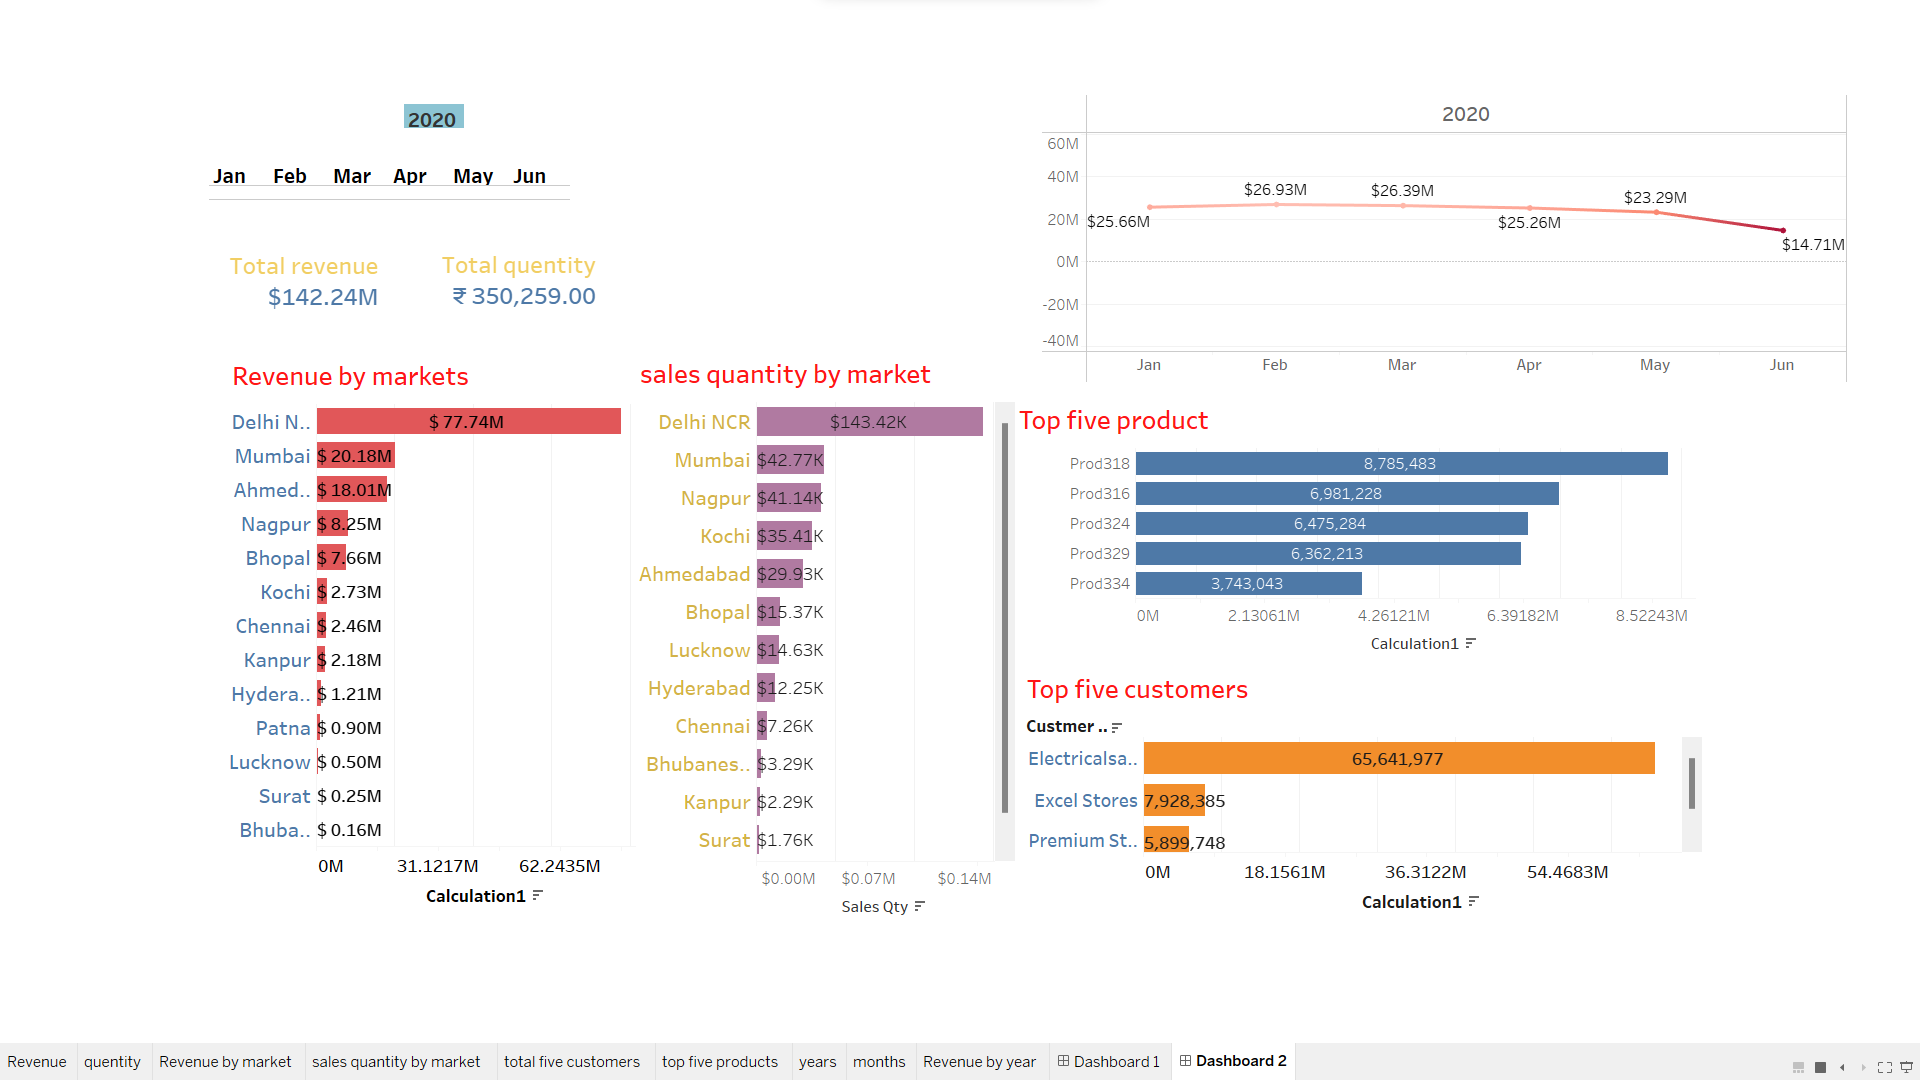 2020
Jan Feb Mar Apr May Jun
Total revenue
$142.24M
Total quentity
₹ 350,259.00
2020
60M
40M
20M
0M
-20M
-40M
$25.66M
$26.93M
$26.39M
$25.26M
$23.29M
$14.71M
Jan Feb Mar Apr May Jun
Revenue by markets
Delhi N.. $ 77.74M
Mumbai $ 20.18M
Ahmed.. $ 18.01M
Nagpur $ 8.25M
Bhopal $ 7.66M
Kochi $ 2.73M
Chennai $ 2.46M
Kanpur $ 2.18M
Hydera.. $ 1.21M
Patna $ 0.90M
Lucknow $ 0.50M
Surat $ 0.25M
Bhuba.. $ 0.16M
0M 31.1217M 62.2435M
Calculation1
sales quantity by market
Delhi NCR $143.42K
Mumbai $42.77K
Nagpur $41.14K
Kochi $35.41K
Ahmedabad $29.93K
Bhopal $15.37K
Lucknow $14.63K
Hyderabad $12.25K
Chennai $7.26K
Bhubanes.. $3.29K
Kanpur $2.29K
Surat $1.76K
$0.00M $0.07M $0.14M
Sales Qty
Top five product
Prod318 8,785,483
Prod316 6,981,228
Prod324 6,475,284
Prod329 6,362,213
Prod334 3,743,043
0M 2.13061M 4.26121M 6.39182M 8.52243M
Calculation1
Top five customers
Custmer ..
Electricalsa.. 65,641,977
Excel Stores 7,928,385
Premium St.. 5,899,748
0M 18.1561M 36.3122M 54.4683M
Calculation1
Revenue quentity Revenue by market sales quantity by market total five customers top five products years months Revenue by year Dashboard 1 Dashboard 2